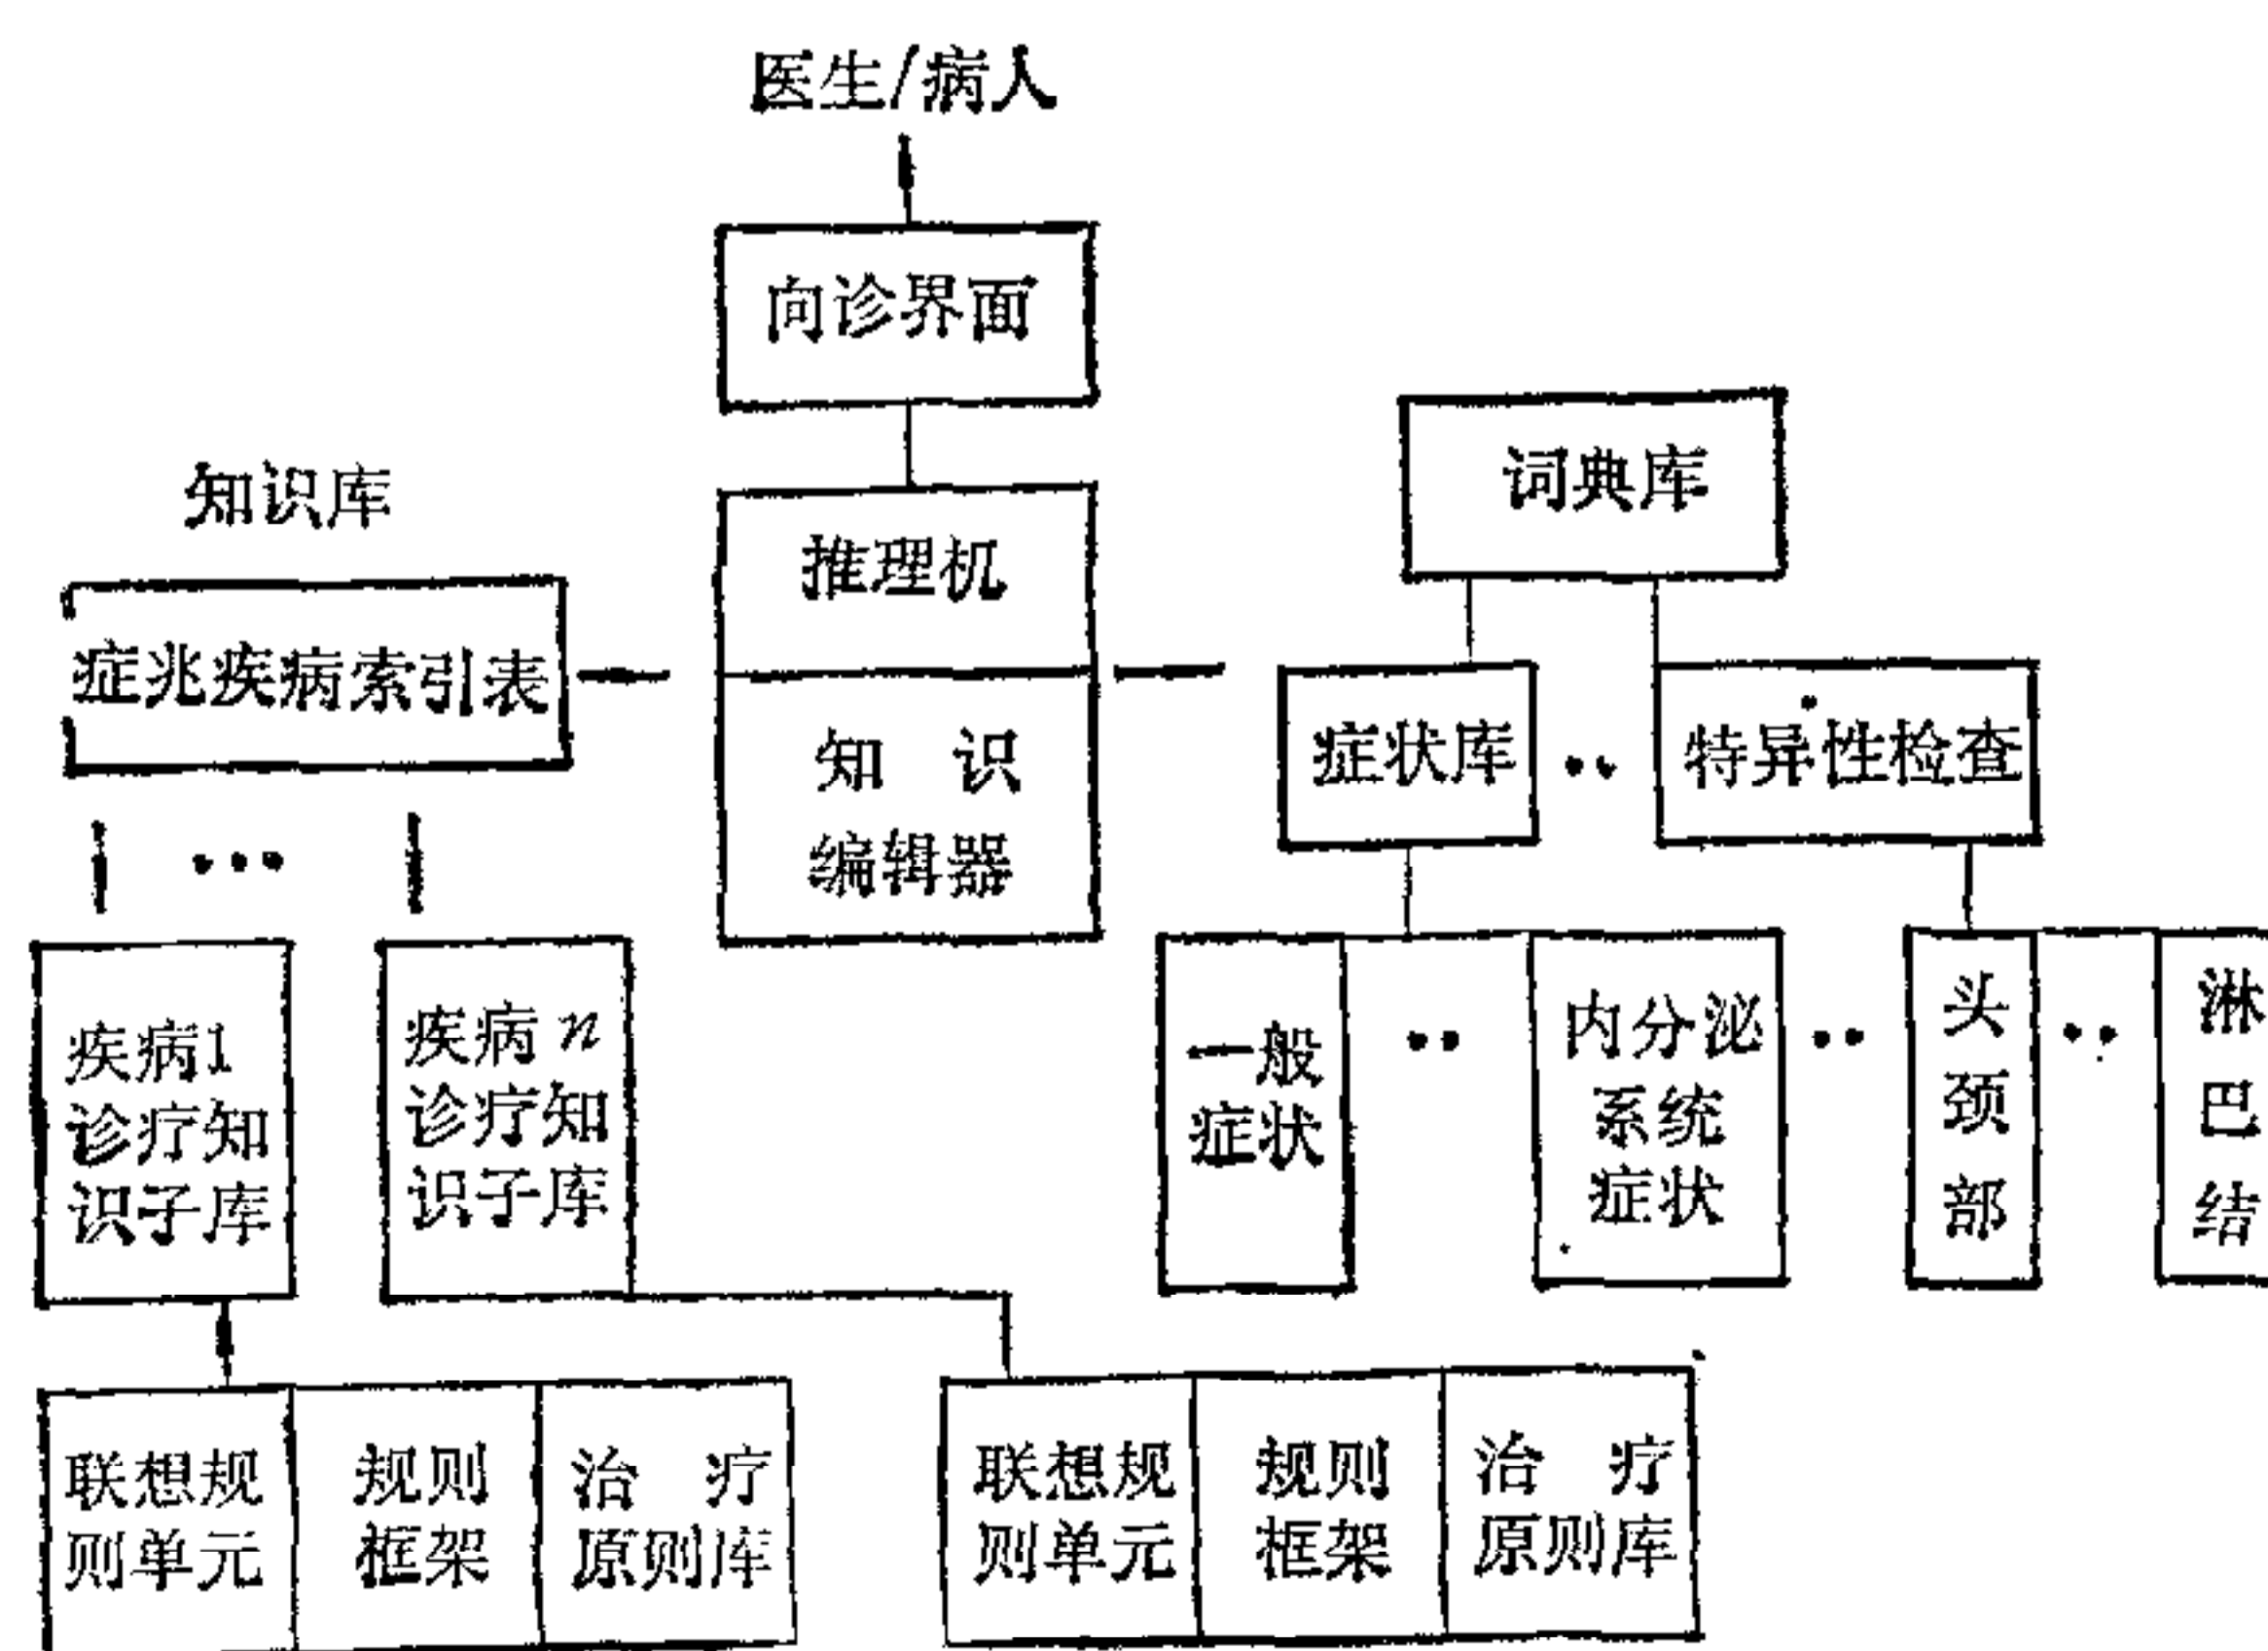 医生/病人
向诊界面
知识库
词典库
推理机
症兆疾病索引表
知 识
编辑器
症状库
··
特异性检查
···
疾病1
诊疗知
识子库
疾病 n
诊疗知
识子库
一般
症状
··
内分泌
系统
症状
··
头
颈
部
··
淋
巴
结
联想规
则单元
规则
框架
治 疗
原则库
联想规
则单元
规则
框架
治 疗
原则库